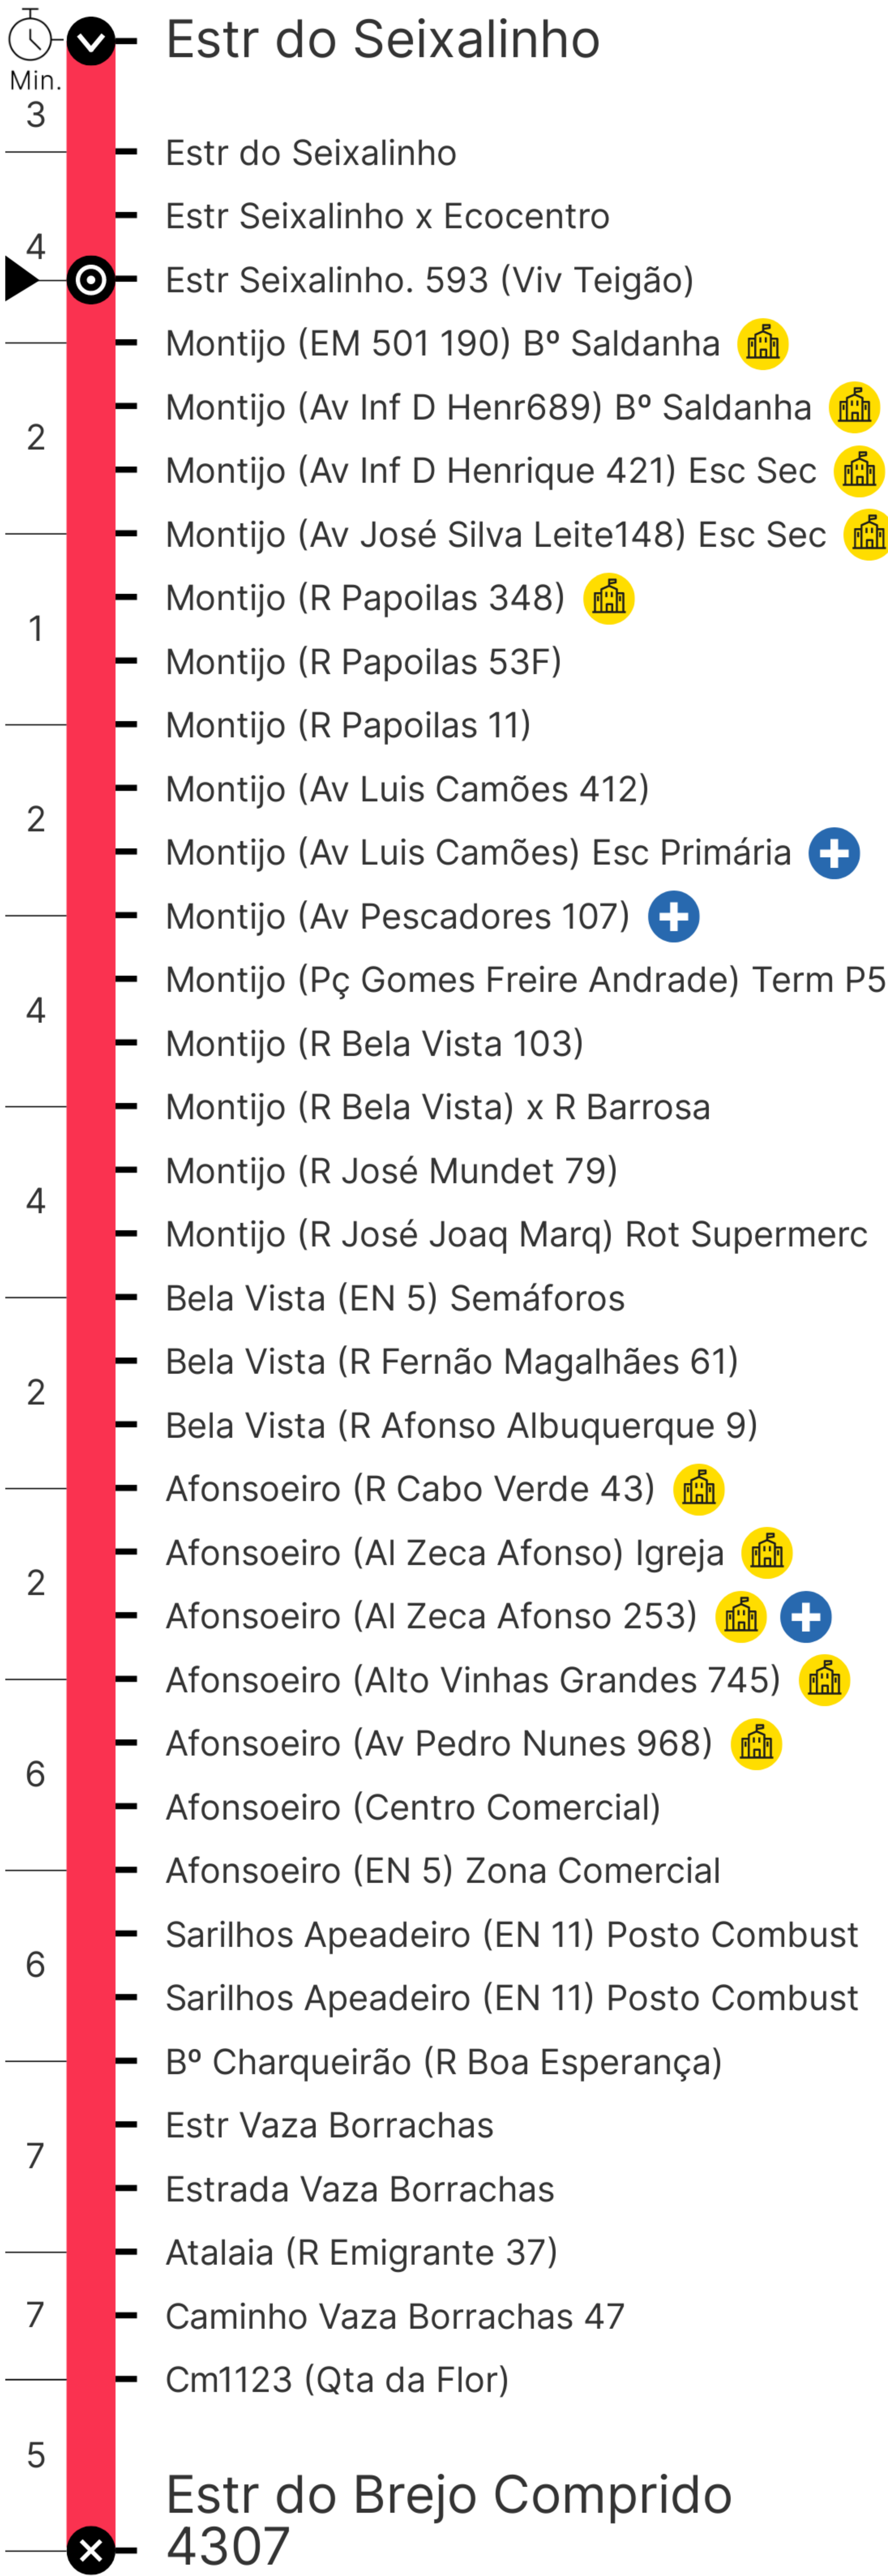 Estr do Seixalinho
Min.
3
Estr do Seixalinho
Estr Seixalinho x Ecocentro
4
Estr Seixalinho. 593 (Viv Teigão)
Montijo (EM 501 190) Bº Saldanha
Montijo (Av Inf D Henr689) Bº Saldanha
2
Montijo (Av Inf D Henrique 421) Esc Sec
Montijo (Av José Silva Leite148) Esc Sec
Montijo (R Papoilas 348)
1
Montijo (R Papoilas 53F)
Montijo (R Papoilas 11)
Montijo (Av Luis Camões 412)
2
Montijo (Av Luis Camões) Esc Primária
Montijo (Av Pescadores 107)
Montijo (Pç Gomes Freire Andrade) Term P5
4
Montijo (R Bela Vista 103)
Montijo (R Bela Vista) x R Barrosa
Montijo (R José Mundet 79)
4
Montijo (R José Joaq Marq) Rot Supermerc
Bela Vista (EN 5) Semáforos
Bela Vista (R Fernão Magalhães 61)
2
Bela Vista (R Afonso Albuquerque 9)
Afonsoeiro (R Cabo Verde 43)
Afonsoeiro (Al Zeca Afonso) Igreja
2
Afonsoeiro (Al Zeca Afonso 253)
Afonsoeiro (Alto Vinhas Grandes 745)
Afonsoeiro (Av Pedro Nunes 968)
6
Afonsoeiro (Centro Comercial)
Afonsoeiro (EN 5) Zona Comercial
Sarilhos Apeadeiro (EN 11) Posto Combust
6
Sarilhos Apeadeiro (EN 11) Posto Combust
Bº Charqueirão (R Boa Esperança)
Estr Vaza Borrachas
7
Estrada Vaza Borrachas
Atalaia (R Emigrante 37)
7
Caminho Vaza Borrachas 47
Cm1123 (Qta da Flor)
5
Estr do Brejo Comprido
4307